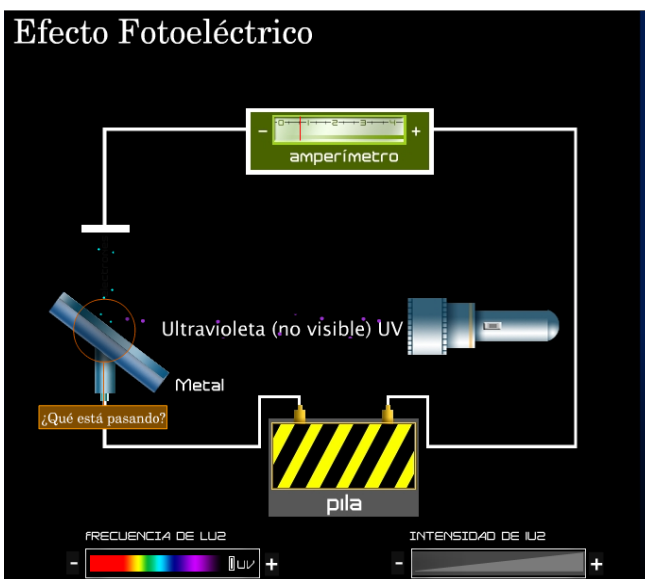 Efecto Fotoeléctrico
0 1 2 3 4
- +
amperímetro
Ultravioleta (no visible) UV
Metal
¿Qué está pasando?
pila
FRECUENCIA DE LUZ
INTENSIDAD DE lUZ
- UV +
- +